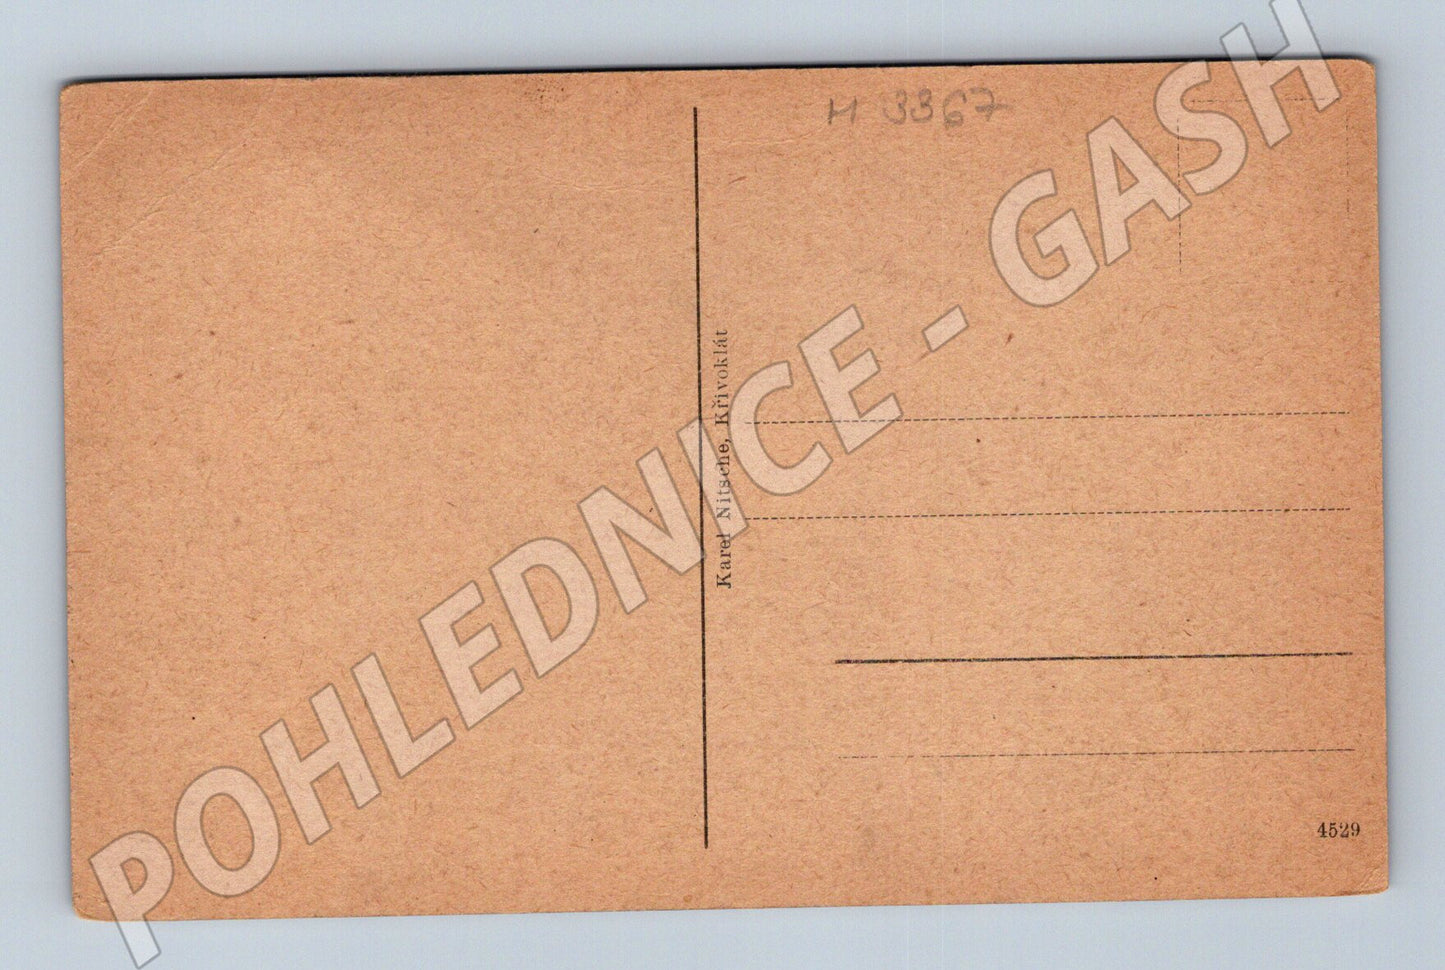 H 3367
Karel Nitsche, Křivoklát
4529
POHLEDNICE - GASH